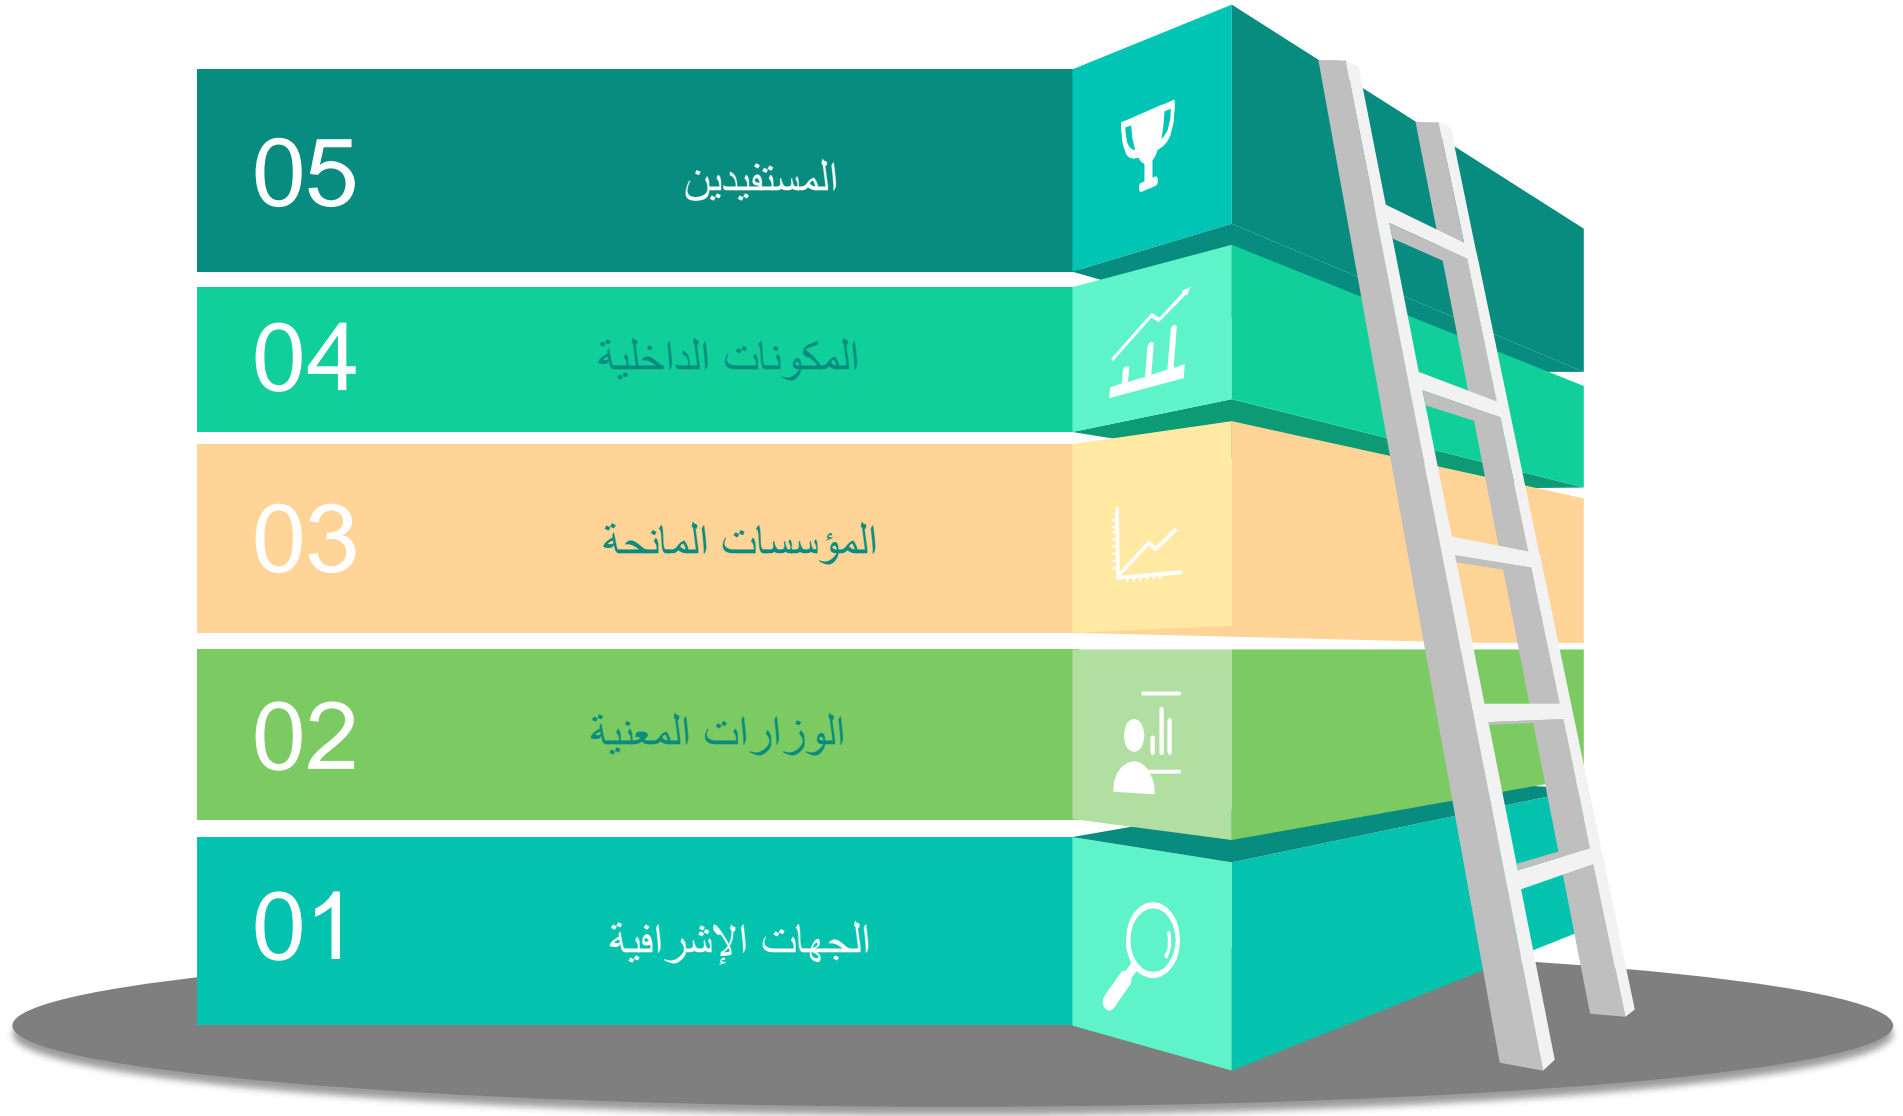 05 المستفيدين
04 المكونات الداخلية
03 المؤسسات المانحة
02 الوزارات المعنية
01 الجهات الإشرافية